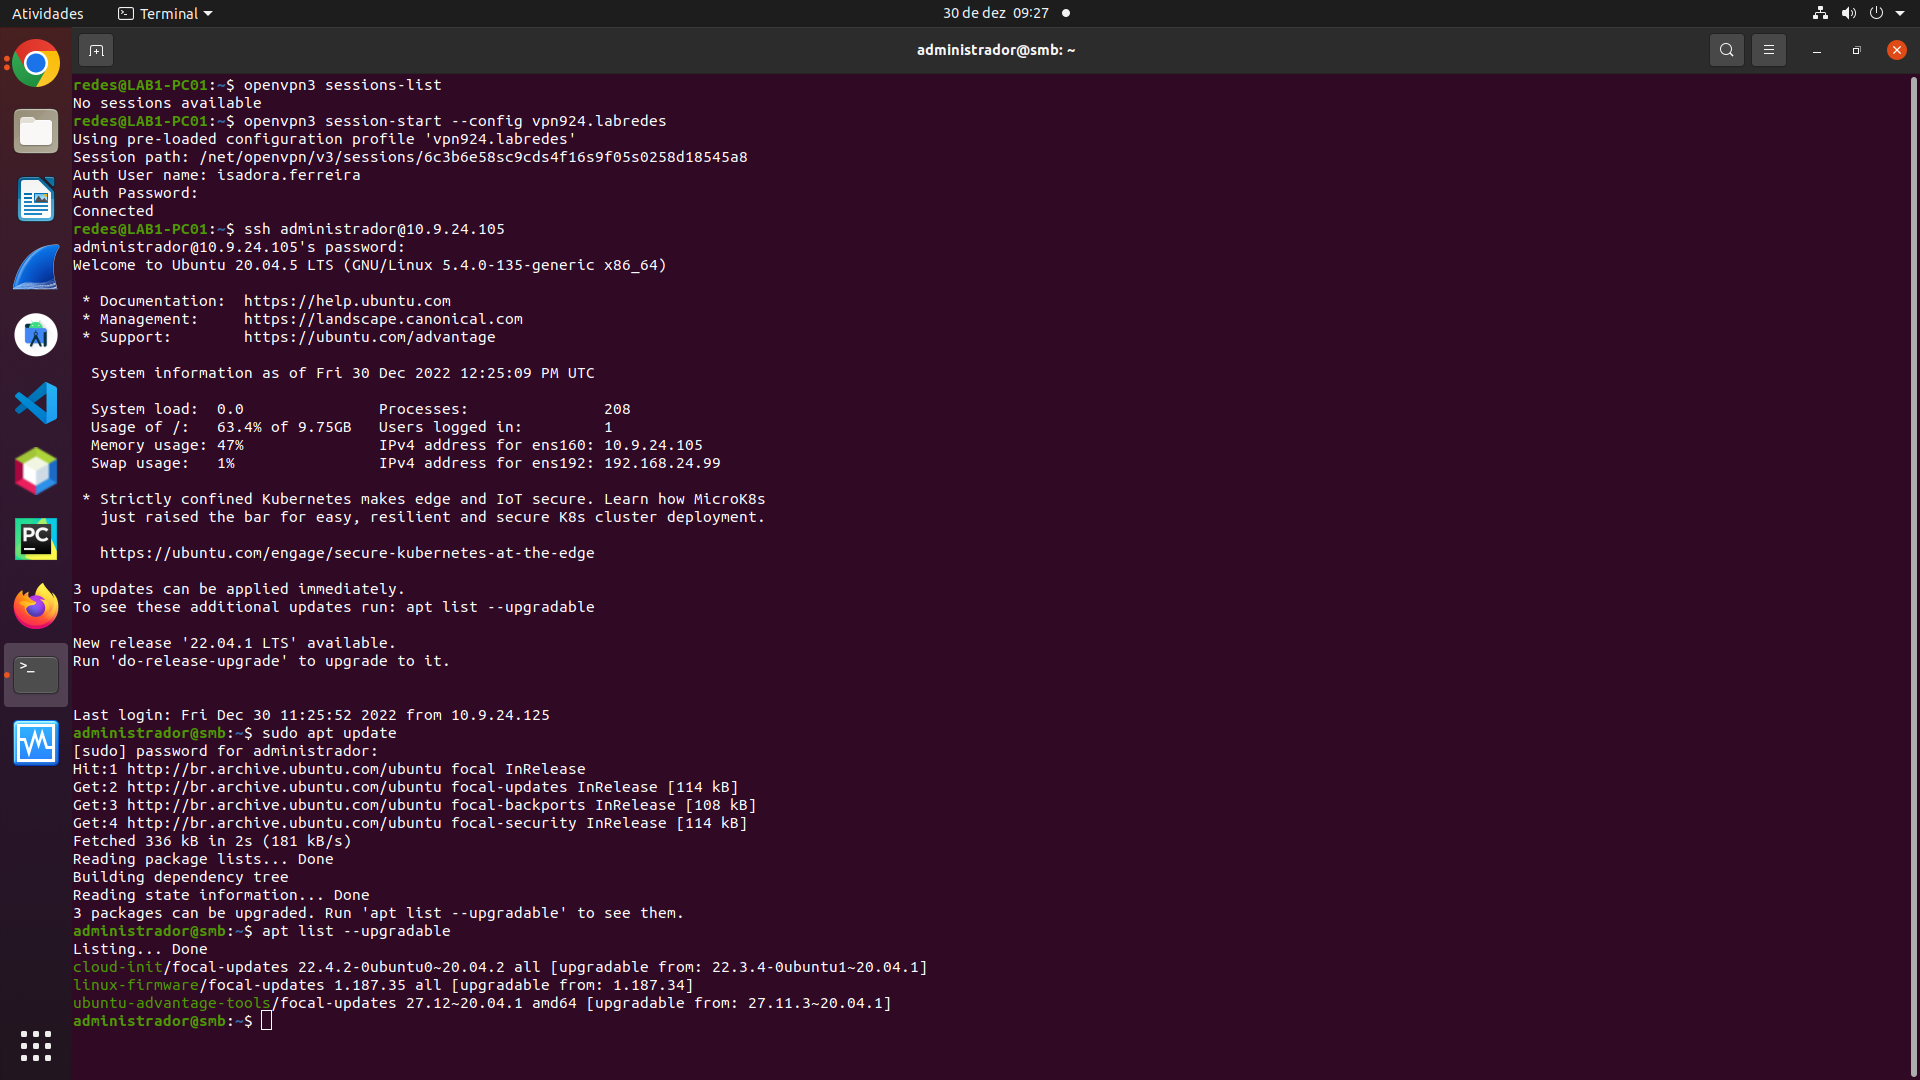 Atividades
Terminal
30 de dez 09:27
administrador@smb: ~
redes@LAB1-PC01:~$ openvpn3 sessions-list
No sessions available
redes@LAB1-PC01:~$ openvpn3 session-start --config vpn924.labredes
Using pre-loaded configuration profile 'vpn924.labredes'
Session path: /net/openvpn/v3/sessions/6c3b6e58sc9cds4f16s9f05s0258d18545a8
Auth User name: isadora.ferreira
Auth Password:
Connected
redes@LAB1-PC01:~$ ssh administrador@10.9.24.105
administrador@10.9.24.105's password:
Welcome to Ubuntu 20.04.5 LTS (GNU/Linux 5.4.0-135-generic x86_64)
* Documentation:  https://help.ubuntu.com
* Management:     https://landscape.canonical.com
* Support:        https://ubuntu.com/advantage
System information as of Fri 30 Dec 2022 12:25:09 PM UTC
System load:  0.0               Processes:               208
Usage of /:   63.4% of 9.75GB   Users logged in:         1
Memory usage: 47%               IPv4 address for ens160: 10.9.24.105
Swap usage:   1%                IPv4 address for ens192: 192.168.24.99
* Strictly confined Kubernetes makes edge and IoT secure. Learn how MicroK8s
just raised the bar for easy, resilient and secure K8s cluster deployment.
https://ubuntu.com/engage/secure-kubernetes-at-the-edge
3 updates can be applied immediately.
To see these additional updates run: apt list --upgradable
New release '22.04.1 LTS' available.
Run 'do-release-upgrade' to upgrade to it.
Last login: Fri Dec 30 11:25:52 2022 from 10.9.24.125
administrador@smb:~$ sudo apt update
[sudo] password for administrador:
Hit:1 http://br.archive.ubuntu.com/ubuntu focal InRelease
Get:2 http://br.archive.ubuntu.com/ubuntu focal-updates InRelease [114 kB]
Get:3 http://br.archive.ubuntu.com/ubuntu focal-backports InRelease [108 kB]
Get:4 http://br.archive.ubuntu.com/ubuntu focal-security InRelease [114 kB]
Fetched 336 kB in 2s (181 kB/s)
Reading package lists... Done
Building dependency tree
Reading state information... Done
3 packages can be upgraded. Run 'apt list --upgradable' to see them.
administrador@smb:~$ apt list --upgradable
Listing... Done
cloud-init/focal-updates 22.4.2-0ubuntu0~20.04.2 all [upgradable from: 22.3.4-0ubuntu1~20.04.1]
linux-firmware/focal-updates 1.187.35 all [upgradable from: 1.187.34]
ubuntu-advantage-tools/focal-updates 27.12~20.04.1 amd64 [upgradable from: 27.11.3~20.04.1]
administrador@smb:~$
PC
>_